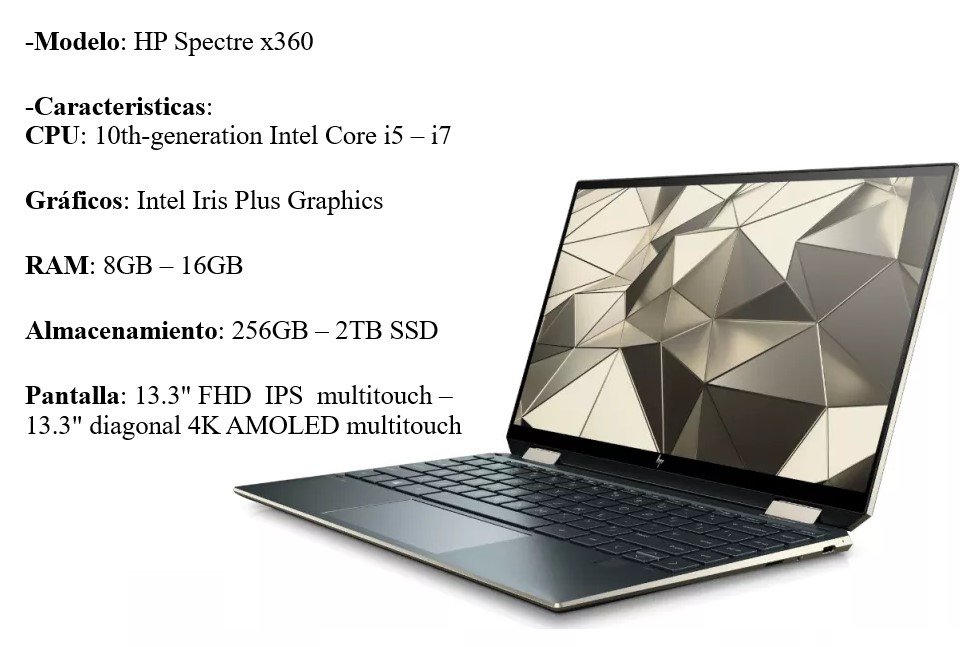 -Modelo: HP Spectre x360
-Caracteristicas:
CPU: 10th-generation Intel Core i5 – i7
Gráficos: Intel Iris Plus Graphics
RAM: 8GB – 16GB
Almacenamiento: 256GB – 2TB SSD
Pantalla: 13.3" FHD IPS multitouch –
13.3" diagonal 4K AMOLED multitouch
hp